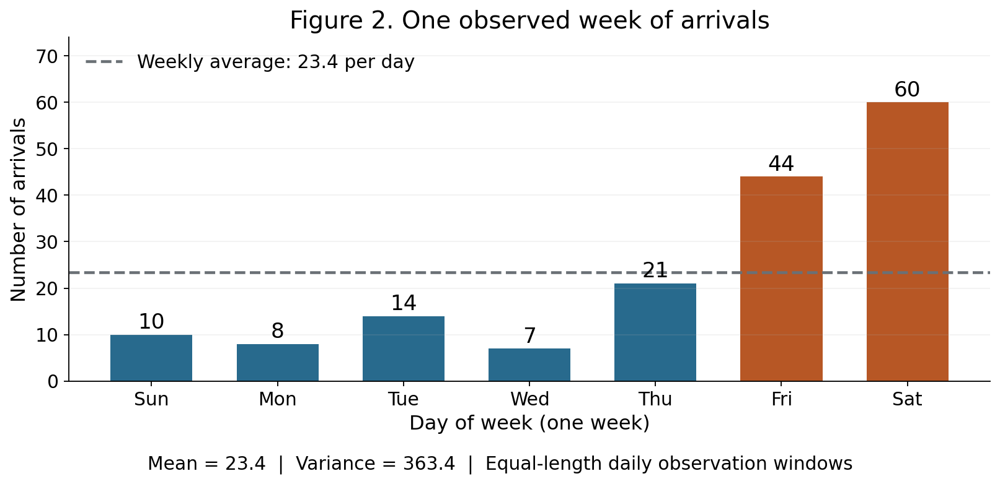 Figure 2. One observed week of arrivals
70
Weekly average: 23.4 per day
60
50
40
30
20
10
0
Number of arrivals
10
8
14
7
21
44
60
Sun Mon Tue Wed Thu Fri Sat
Day of week (one week)
Mean = 23.4 | Variance = 363.4 | Equal-length daily observation windows